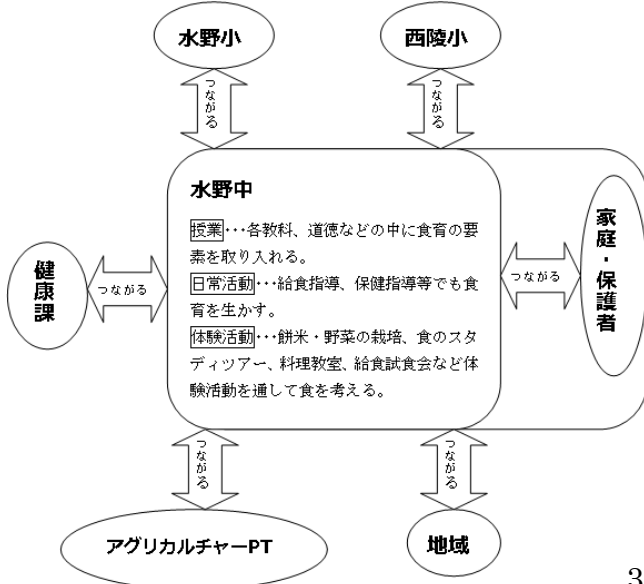 水野小
西陵小
つながる
つながる
水野中
授業･･･各教科、道徳などの中に食育の要
素を取り入れる。
日常活動･･･給食指導、保健指導等でも食
育を生かす。
体験活動･･･餅米・野菜の栽培、食のスタ
ディツアー、料理教室、給食試食会など体
験活動を通して食を考える。
健康課
つながる
つながる
家庭・保護者
つながる
つながる
アグリカルチャーPT
地域
3